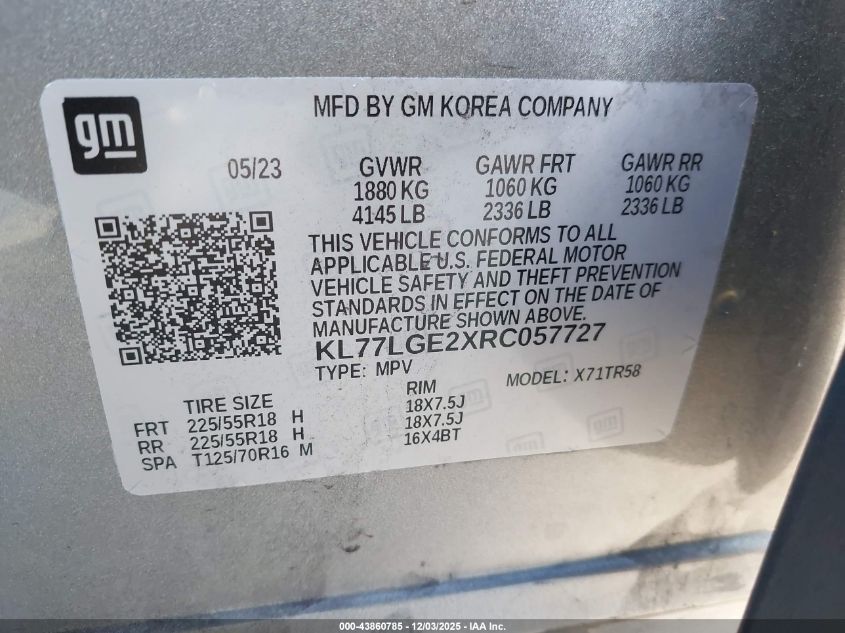 gm
MFD BY GM KOREA COMPANY
05/23 GVWR GAWR FRT GAWR RR
1880 KG 1060 KG 1060 KG
4145 LB 2336 LB 2336 LB
THIS VEHICLE CONFORMS TO ALL
APPLICABLE U.S. FEDERAL MOTOR
VEHICLE SAFETY AND THEFT PREVENTION
STANDARDS IN EFFECT ON THE DATE OF
MANUFACTURE SHOWN ABOVE.
KL77LGE2XRC057727
TYPE: MPV MODEL: X71TR58
TIRE SIZE RIM
FRT 225/55R18 H 18X7.5J
RR 225/55R18 H 18X7.5J
SPA T125/70R16 M 16X4BT
000-43860785 - 12/03/2025 - IAA Inc.